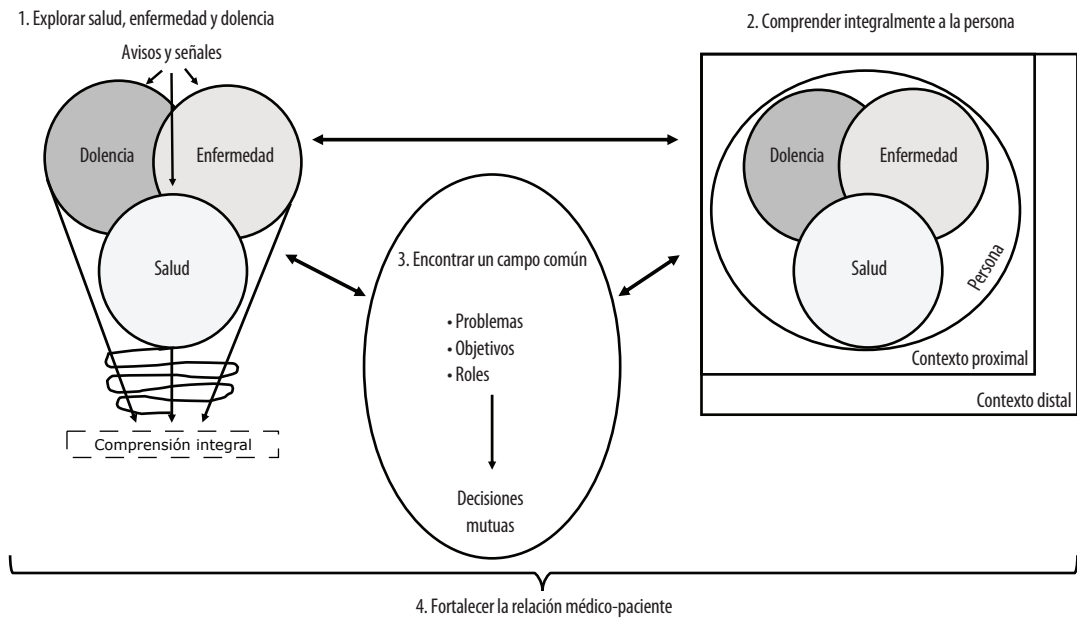 1. Explorar salud, enfermedad y dolencia
Avisos y señales
Dolencia
Enfermedad
Salud
Comprensión integral
2. Comprender integralmente a la persona
Dolencia
Enfermedad
Salud
Persona
Contexto proximal
Contexto distal
3. Encontrar un campo común
• Problemas
• Objetivos
• Roles
Decisiones
mutuas
4. Fortalecer la relación médico-paciente